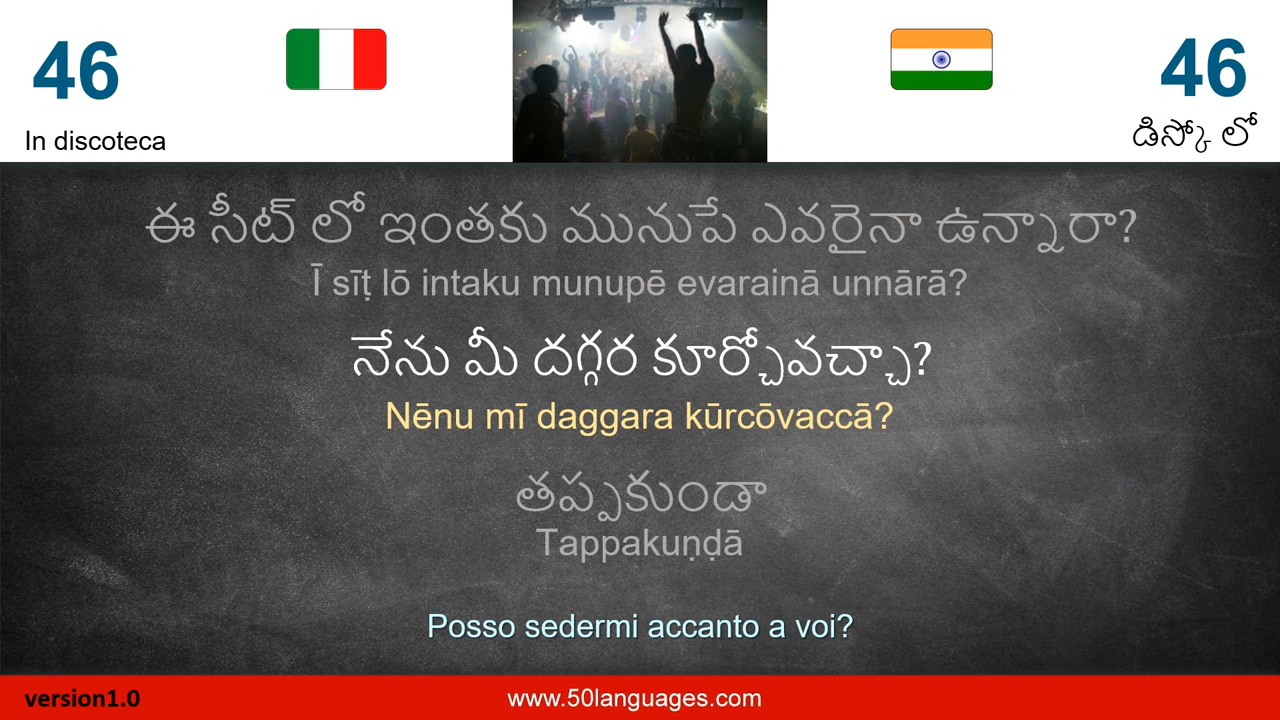 46
46
In discoteca
డిస్కో లో
ఈ సీట్ లో ఇంతకు మునుపే ఎవరైనా ఉన్నారా?
Ī sīṭ lō intaku munupē evarainā unnārā?
నేను మీ దగ్గర కూర్చోవచ్చా?
Nēnu mī daggara kūrcōvaccā?
తప్పకుండా
Tappakuṇḍā
Posso sedermi accanto a voi?
version1.0
www.50languages.com